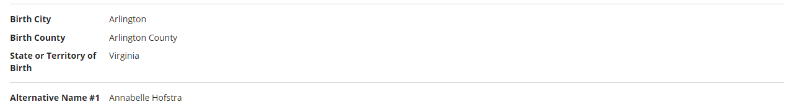 Birth City Arlington
Birth County Arlington County
State or Territory of Virginia
Birth
Alternative Name #1 Annabelle Hofstra